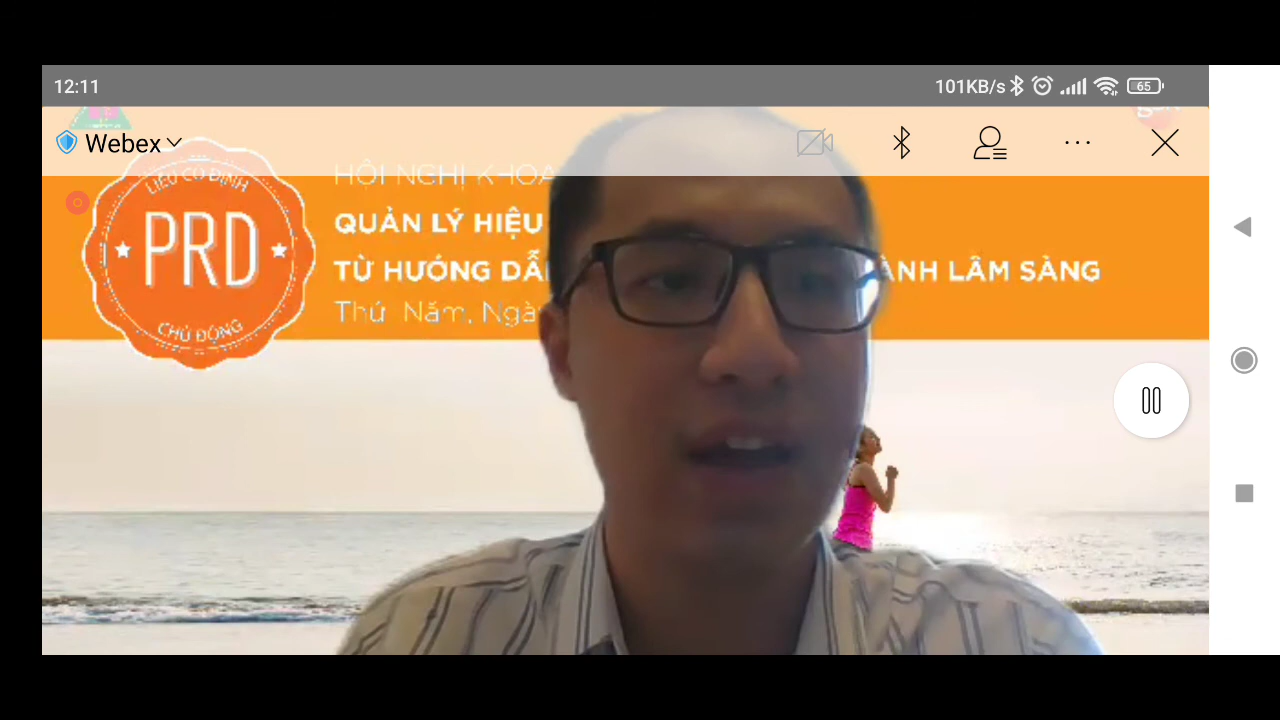 12:11
101KB/s
65
Webex
LIỀU CỐ ĐỊNH
PRD
CHỦ ĐỘNG
HỘI NGHỊ KHOA
QUẢN LÝ HIỆU
TỪ HƯỚNG DẪ
ÀNH LÂM SÀNG
Thứ Năm, Ngà